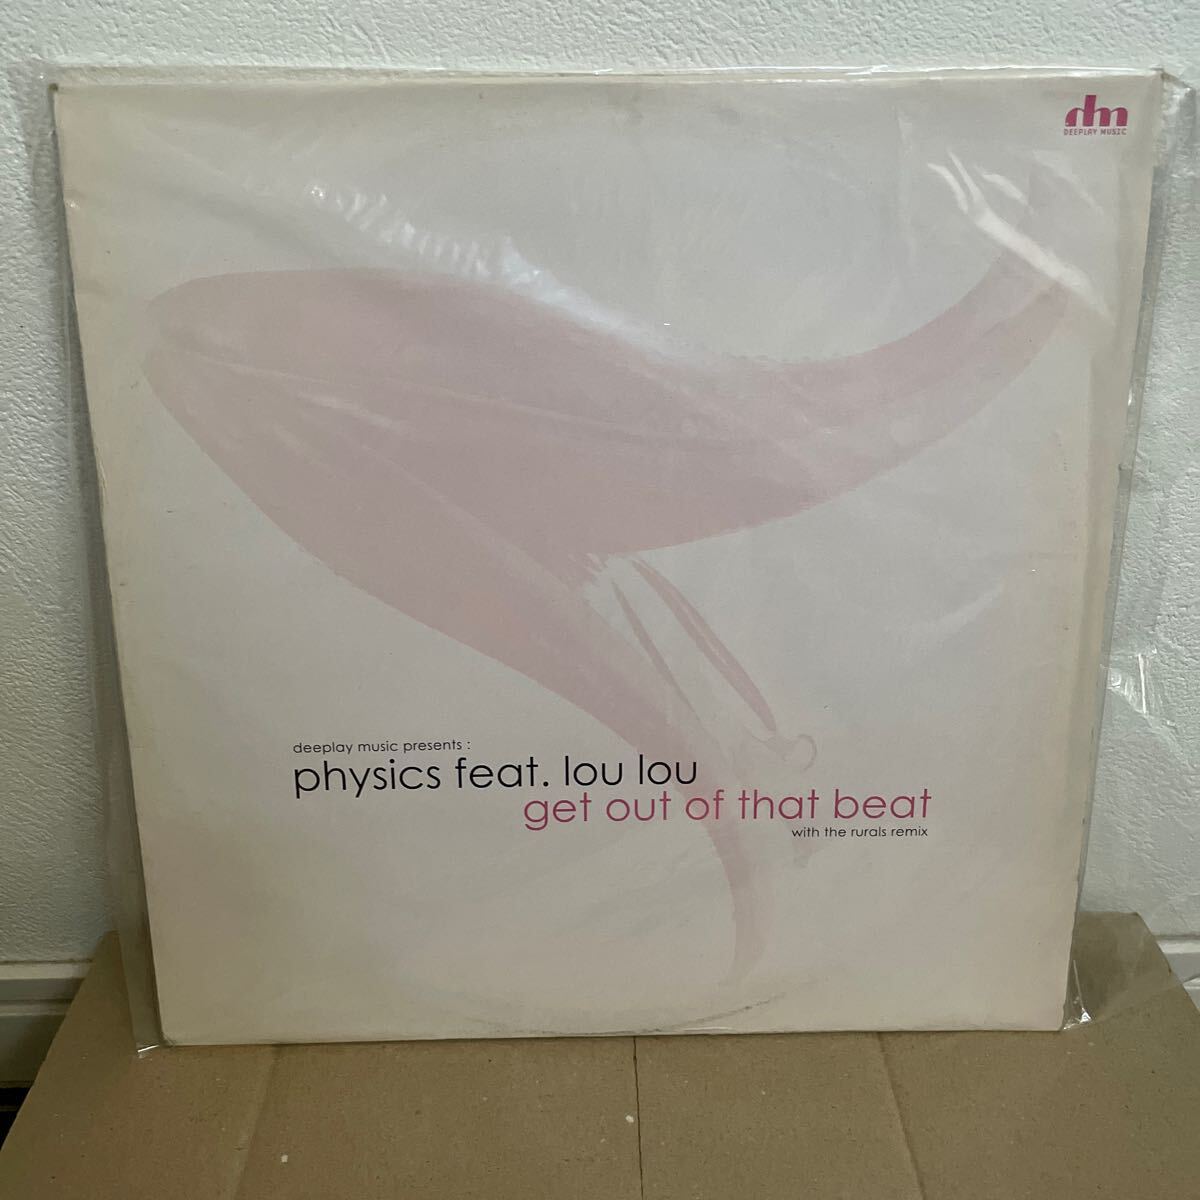 dm
DEEPLAY MUSIC
deeplay music presents :
physics feat. lou lou
get out of that beat
with the rurals remix